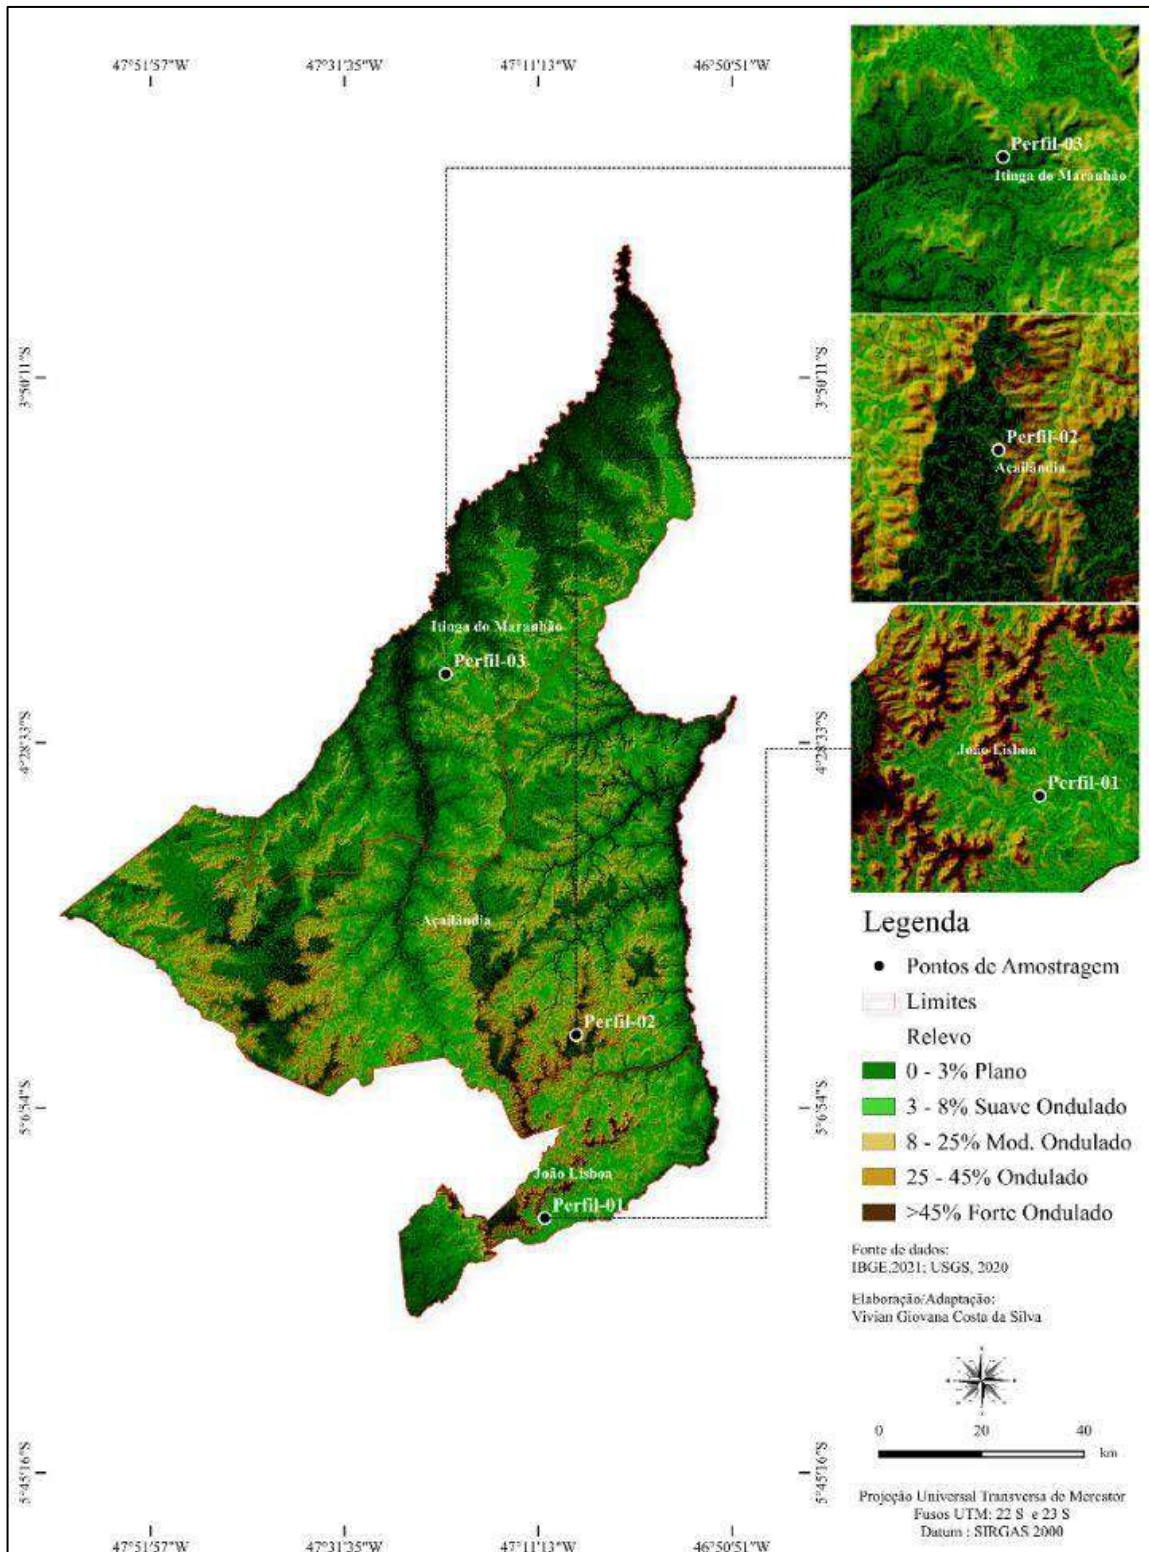 47°51'57"W 47°31'35"W 47°11'13"W 46°50'51"W
3°50'11"S
4°28'33"S
5°6'54"S
5°45'16"S
Itinga do Maranhão
Perfil-03
Açailândia
Perfil-02
João Lisboa
Perfil-01
3°50'11"S
4°28'33"S
5°6'54"S
5°45'16"S
47°51'57"W 47°31'35"W 47°11'13"W 46°50'51"W
Perfil-03
Itinga do Maranhão
Perfil-02
Açailândia
João Lisboa
Perfil-01
Legenda
Pontos de Amostragem
Limites
Relevo
0 - 3% Plano
3 - 8% Suave Ondulado
8 - 25% Mod. Ondulado
25 - 45% Ondulado
>45% Forte Ondulado
Fonte de dados:
IBGE,2021; USGS, 2020
Elaboração/Adaptação:
Vivian Giovana Costa da Silva
0 20 40
km
Projeção Universal Transversa de Mercator
Fusos UTM: 22 S e 23 S
Datum : SIRGAS 2000